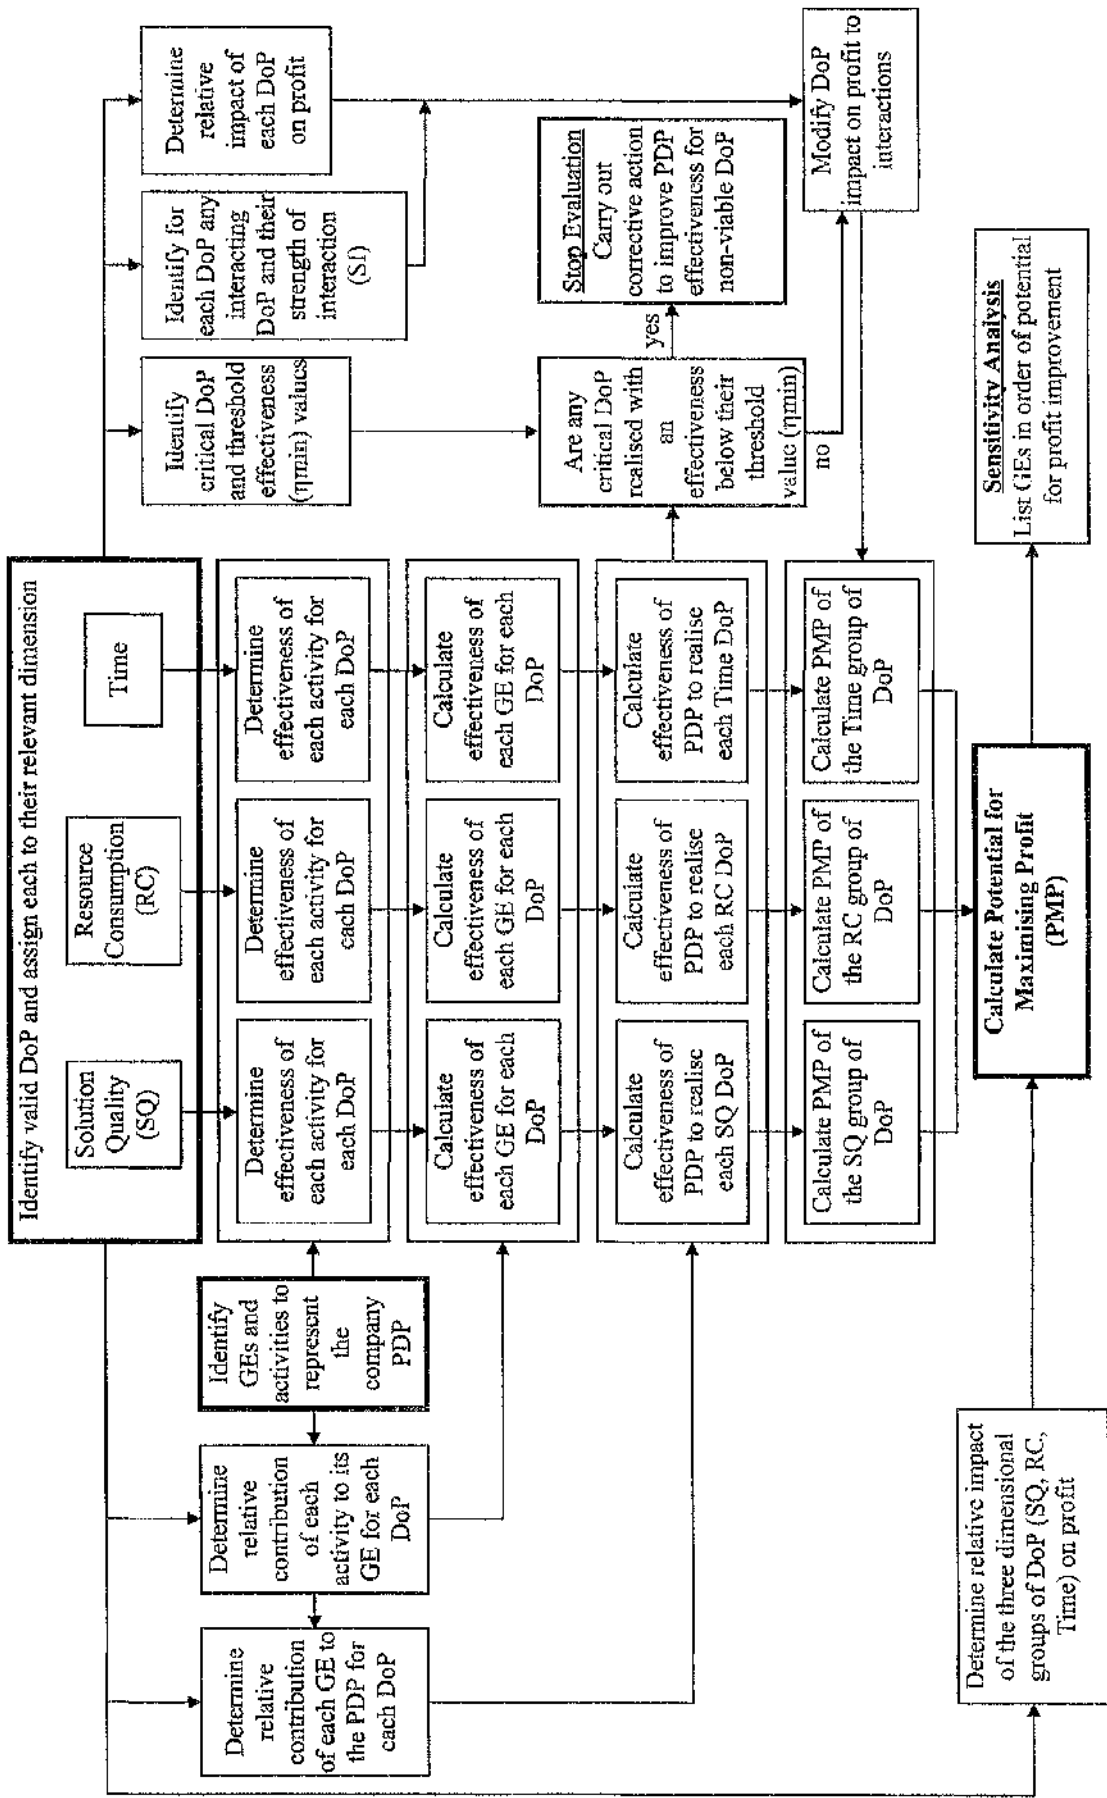 Identify valid DoP and assign each to their relevant dimension
Solution
Quality
(SQ)
Resource
Consumption
(RC)
Time
Determine
relative
contribution
of each GE to
the PDP for
each DoP
Determine
relative
contribution
of each
activity to its
GE for each
DoP
Identify
GEs and
activities to
represent
the
company
PDP
Determine
effectiveness of
each activity for
each DoP
Determine
effectiveness of
each activity for
each DoP
Determine
effectiveness of
each activity for
each DoP
Identify
critical DoP
and threshold
effectiveness
(ηmin) values
Identify for
each DoP any
interacting
DoP and their
strength of
interaction
(SI)
Determine
relative
impact of
each DoP
on profit
Calculate
effectiveness of
each GE for each
DoP
Calculate
effectiveness of
each GE for each
DoP
Calculate
effectiveness of
each GE for each
DoP
Calculate
effectiveness of
PDP to realise
each SQ DoP
Calculate
effectiveness of
PDP to realise
each RC DoP
Calculate
effectiveness of
PDP to realise
each Time DoP
Are any
critical DoP
realised with
an
effectiveness
below their
threshold
value (ηmin)
yes
no
Stop Evaluation
Carry out
corrective action
to improve PDP
effectiveness for
non-viable DoP
Calculate PMP of
the SQ group of
DoP
Calculate PMP of
the RC group of
DoP
Calculate PMP of
the Time group of
DoP
Modify DoP
impact on profit to
interactions
Determine relative impact
of the three dimensional
groups of DoP (SQ, RC,
Time) on profit
Calculate Potential for
Maximising Profit
(PMP)
Sensitivity Analysis
List GEs in order of potential
for profit improvement